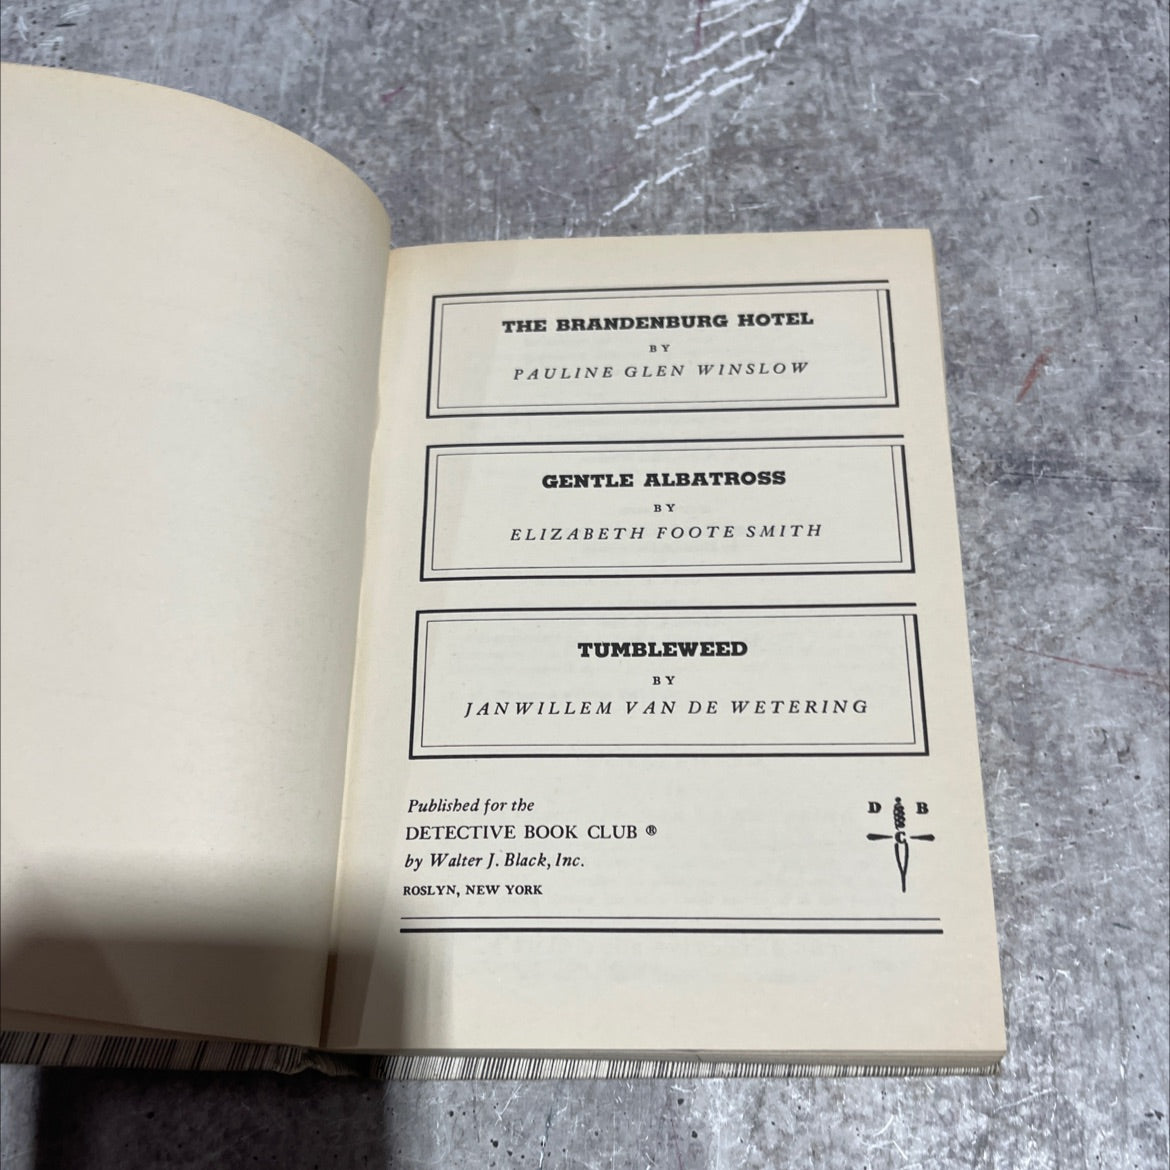 THE BRANDENBURG HOTEL
BY
PAULINE GLEN WINSLOW
GENTLE ALBATROSS
BY
ELIZABETH FOOTE SMITH
TUMBLEWEED
BY
JANWILLEM VAN DE WETERING
Published for the
DETECTIVE BOOK CLUB ®
by Walter J. Black, Inc.
ROSLYN, NEW YORK
D B
C